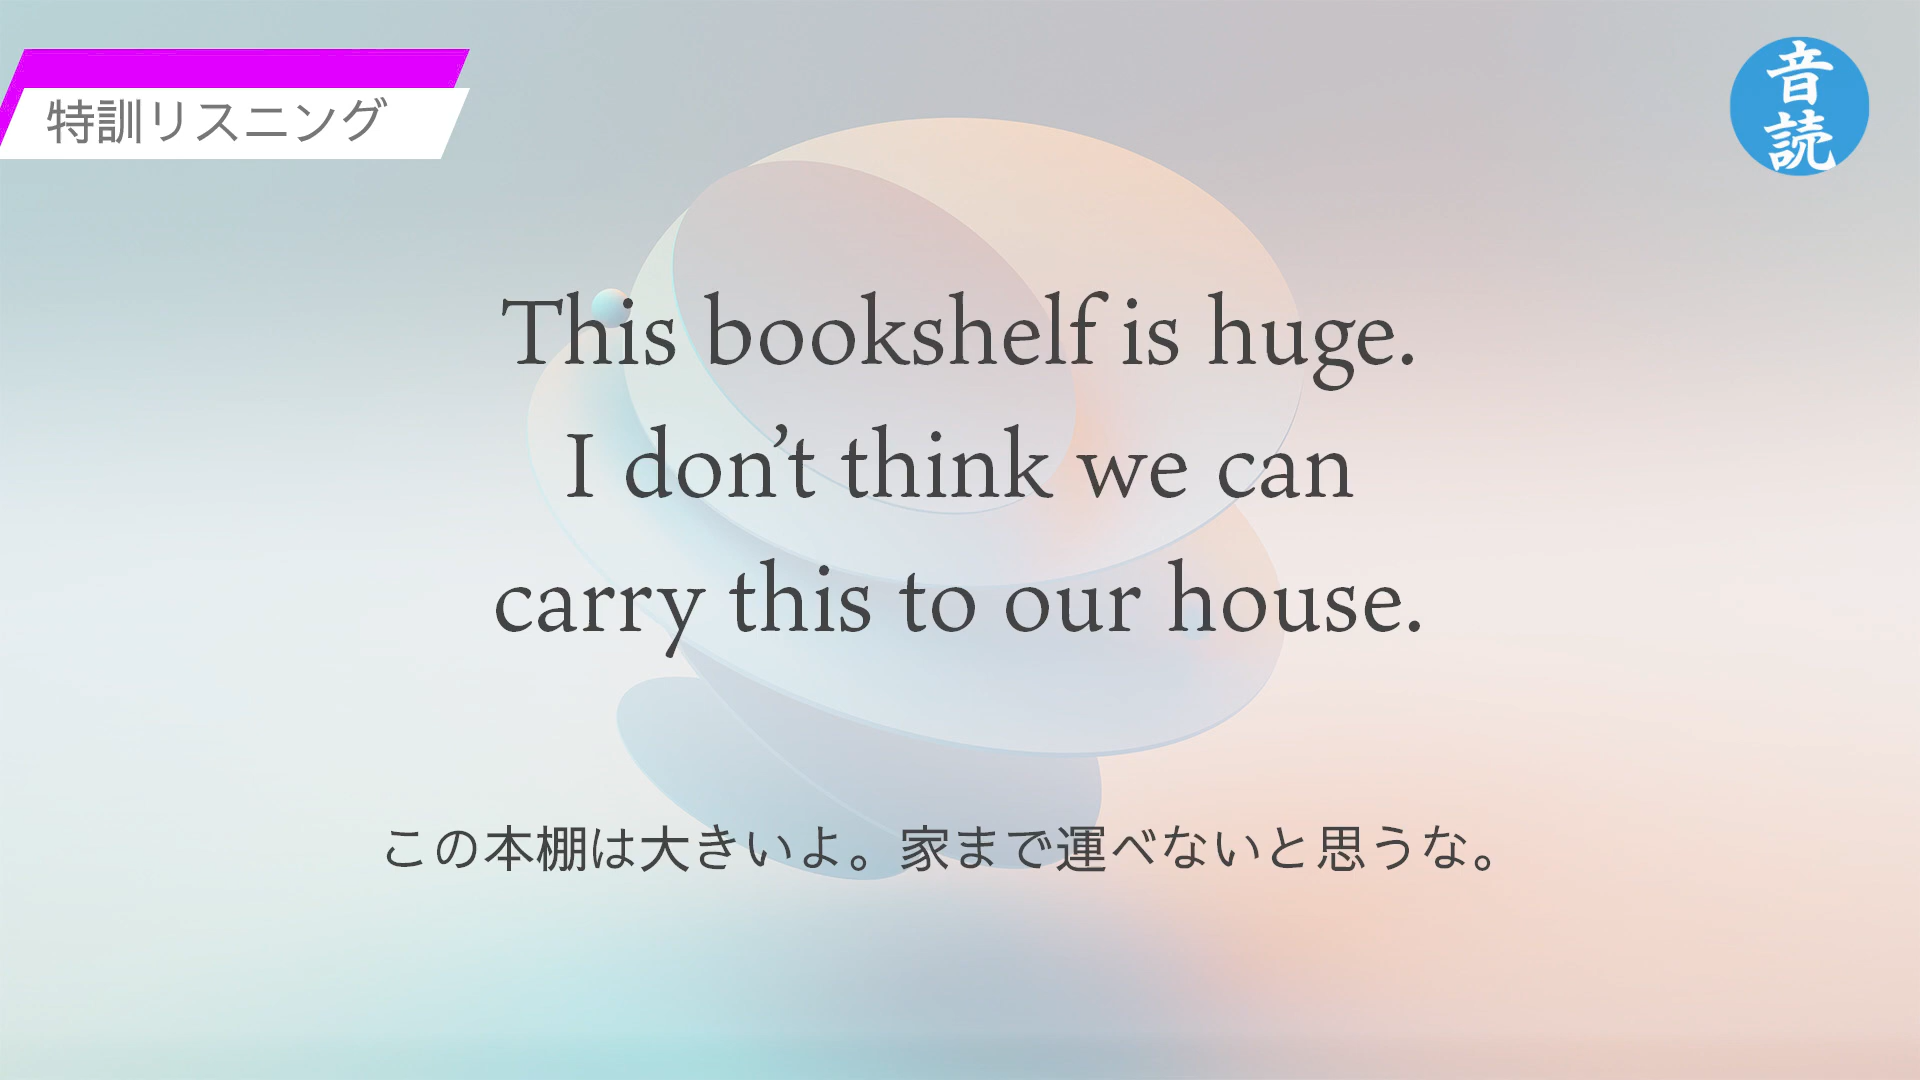 特訓リスニング
音読
This bookshelf is huge.
I don’t think we can
carry this to our house.
この本棚は大きいよ。家まで運べないと思うな。